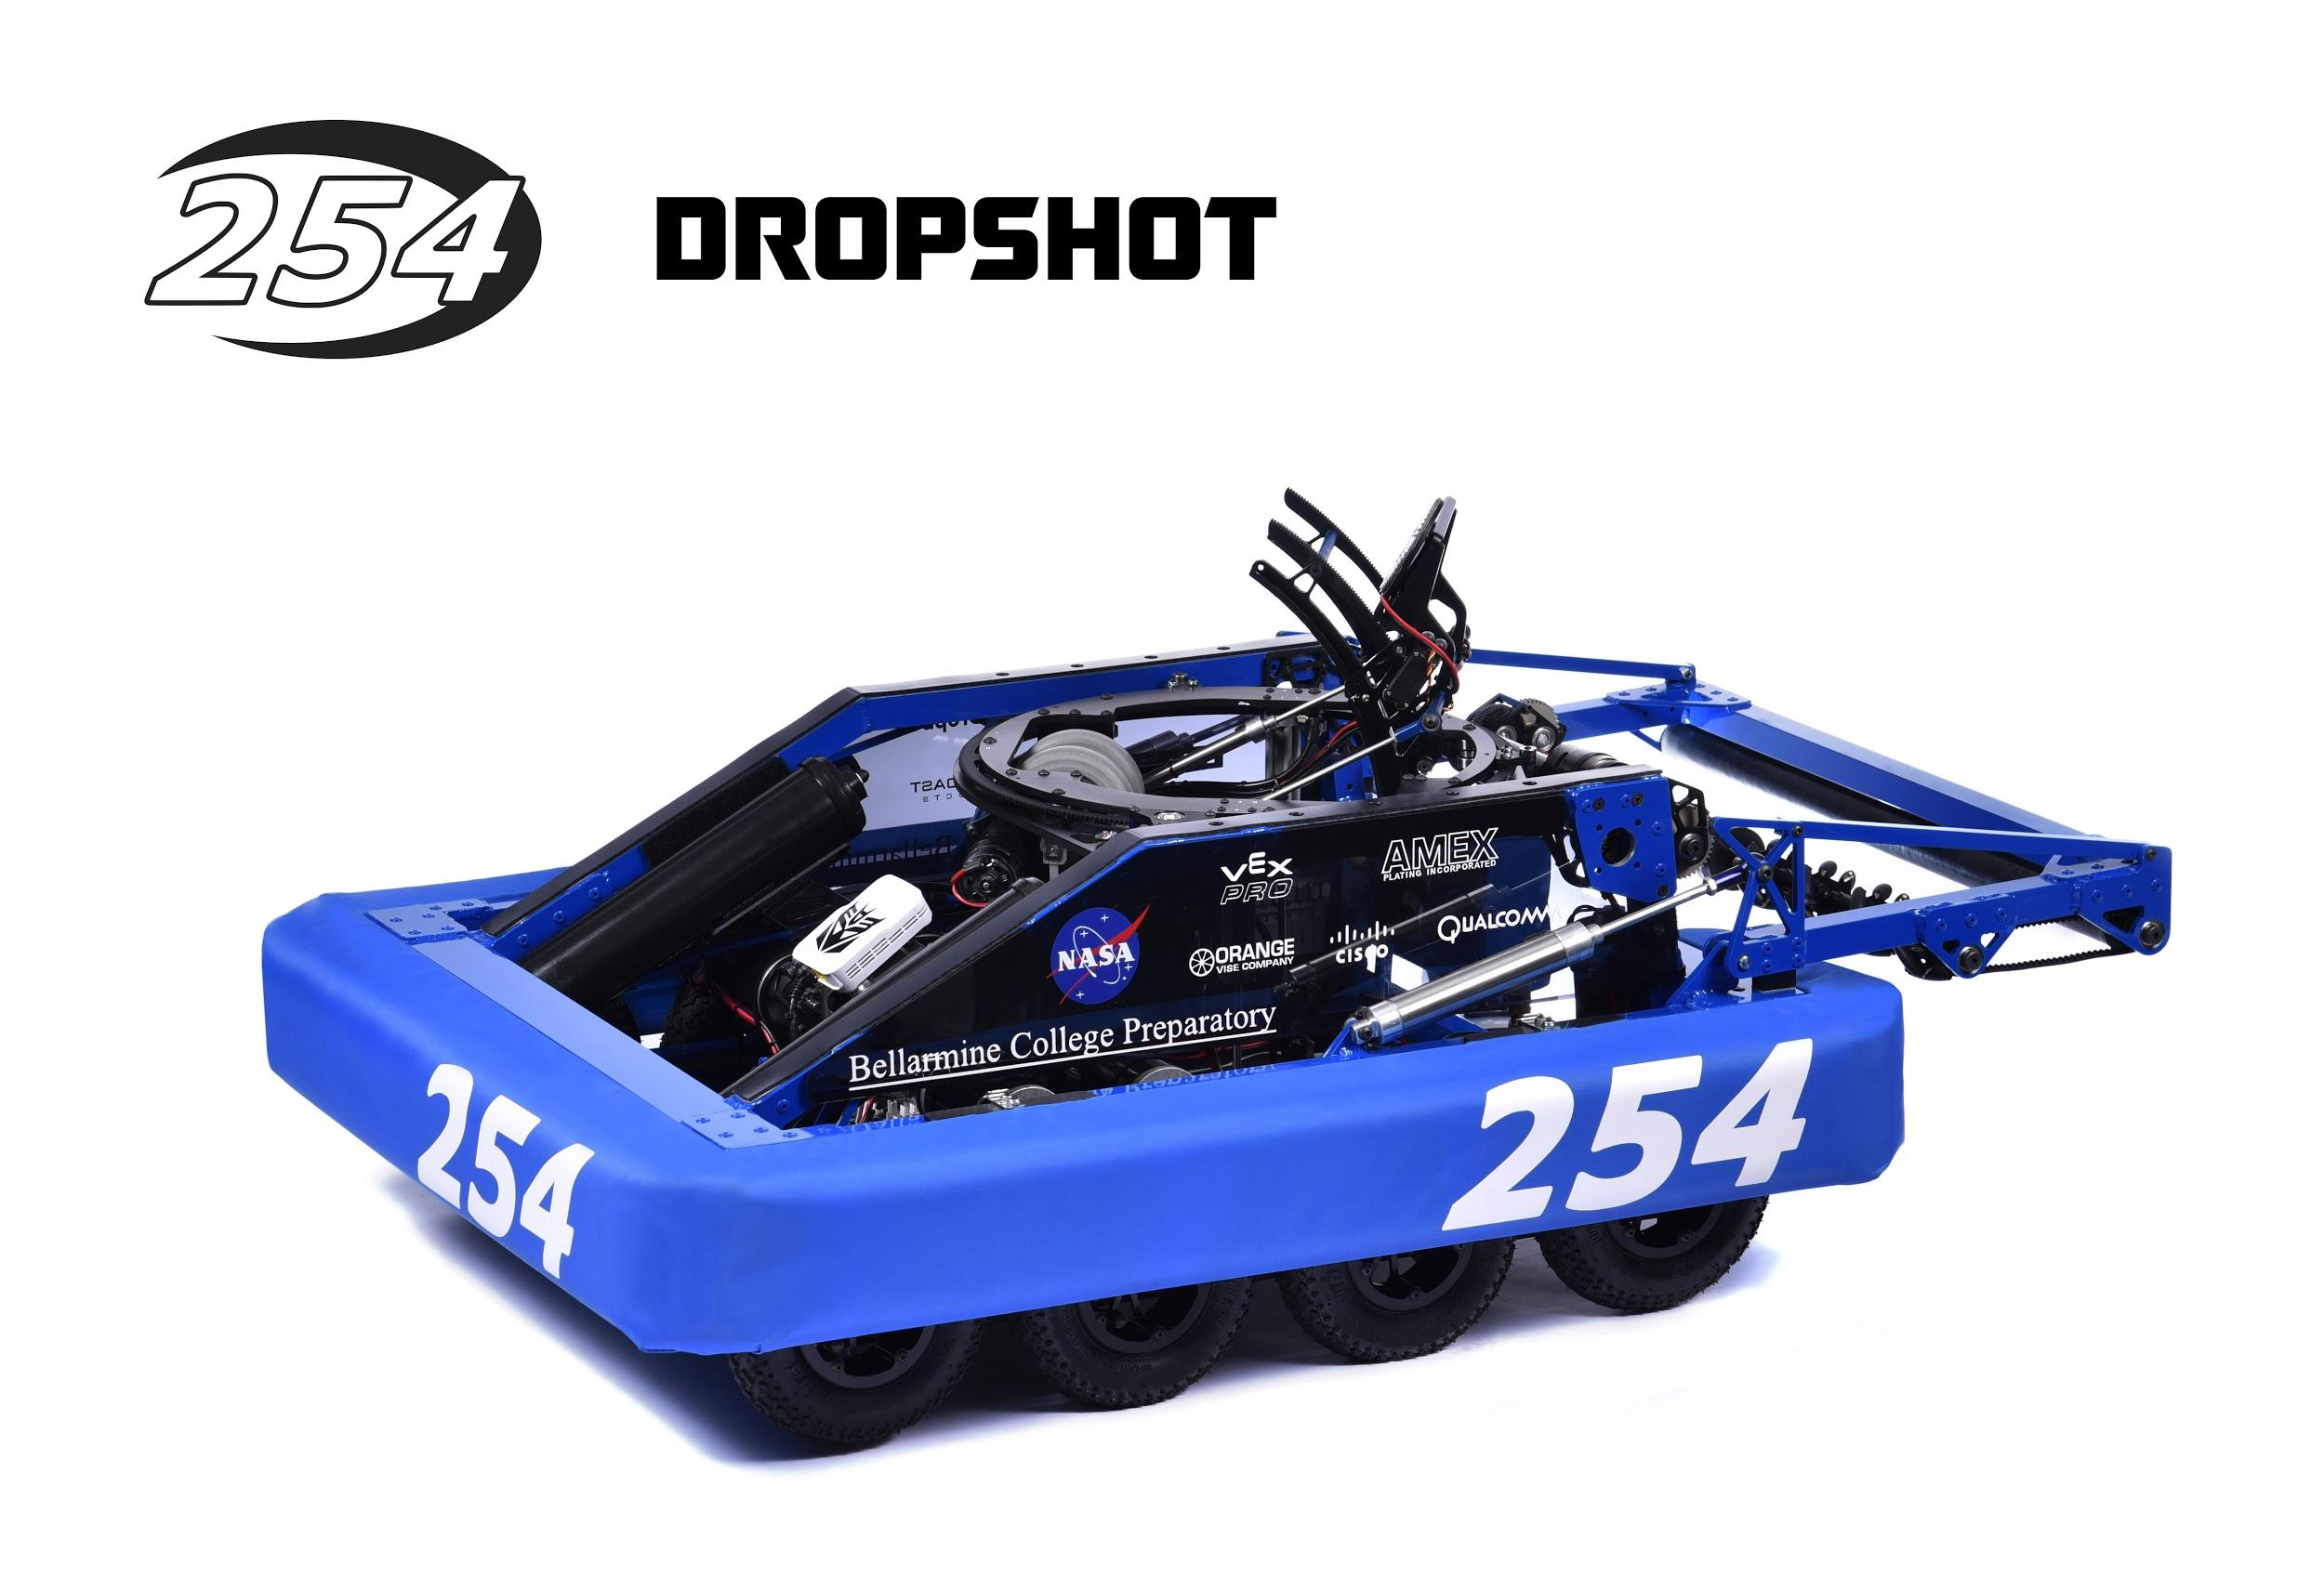 254
DROPSHOT
VEX
PRO
AMEX
PLATING INCORPORATED
NASA
ORANGE
VISE COMPANY
CISCO
QUALCOMM
Bellarmine College Preparatory
254
254